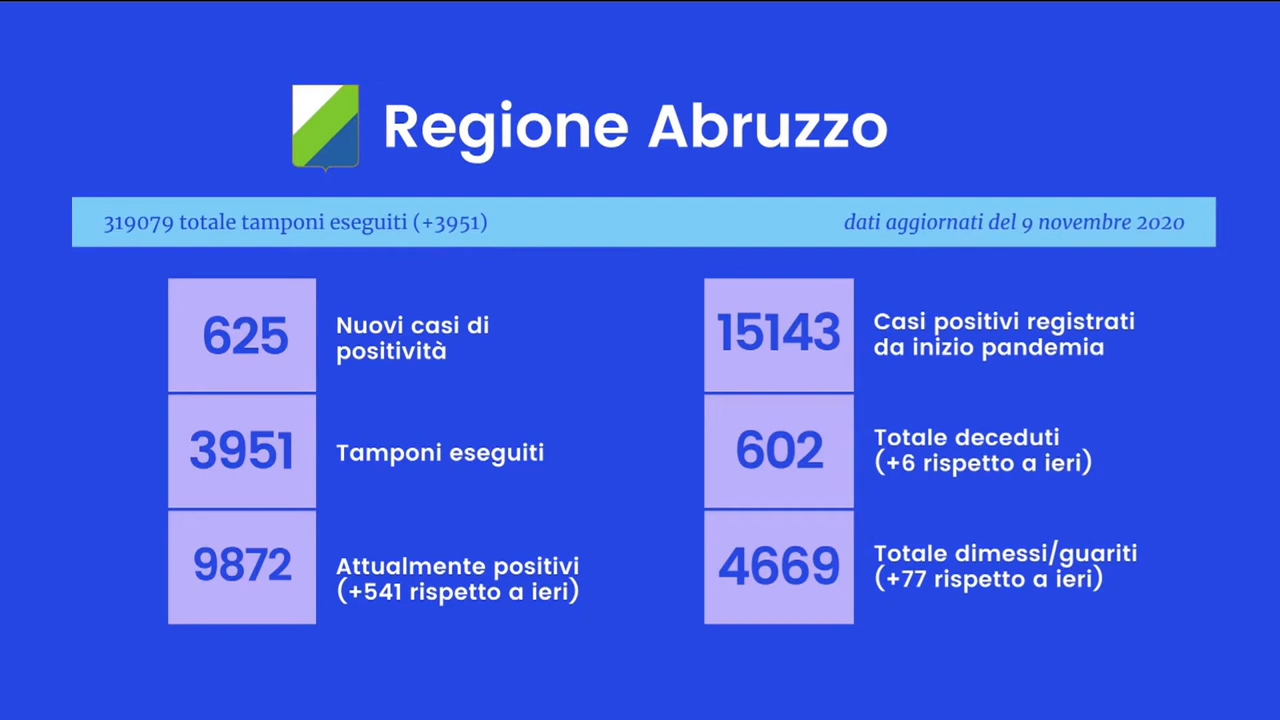 Regione Abruzzo
319079 totale tamponi eseguiti (+3951)
dati aggiornati del 9 novembre 2020
625
Nuovi casi di
positività
3951
Tamponi eseguiti
9872
Attualmente positivi
(+541 rispetto a ieri)
15143
Casi positivi registrati
da inizio pandemia
602
Totale deceduti
(+6 rispetto a ieri)
4669
Totale dimessi/guariti
(+77 rispetto a ieri)